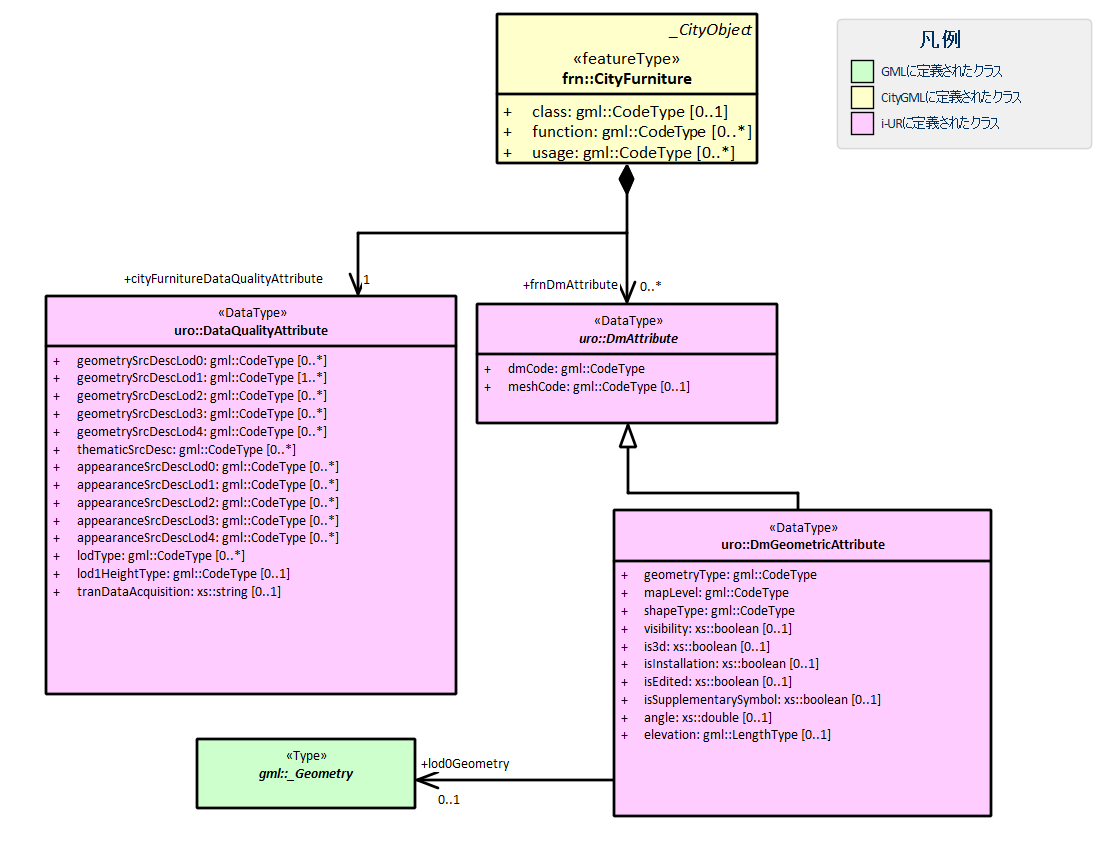 _CityObject
«featureType»
frn::CityFurniture
+ class: gml::CodeType [0..1]
+ function: gml::CodeType [0..*]
+ usage: gml::CodeType [0..*]
凡例
GMLに定義されたクラス
CityGMLに定義されたクラス
i-URに定義されたクラス
+cityFurnitureDataQualityAttribute
1
+frnDmAttribute
0..*
«DataType»
uro::DataQualityAttribute
+ geometrySrcDescLod0: gml::CodeType [0..*]
+ geometrySrcDescLod1: gml::CodeType [1..*]
+ geometrySrcDescLod2: gml::CodeType [0..*]
+ geometrySrcDescLod3: gml::CodeType [0..*]
+ geometrySrcDescLod4: gml::CodeType [0..*]
+ thematicSrcDesc: gml::CodeType [0..*]
+ appearanceSrcDescLod0: gml::CodeType [0..*]
+ appearanceSrcDescLod1: gml::CodeType [0..*]
+ appearanceSrcDescLod2: gml::CodeType [0..*]
+ appearanceSrcDescLod3: gml::CodeType [0..*]
+ appearanceSrcDescLod4: gml::CodeType [0..*]
+ lodType: gml::CodeType [0..*]
+ lod1HeightType: gml::CodeType [0..1]
+ tranDataAcquisition: xs::string [0..1]
«DataType»
uro::DmAttribute
+ dmCode: gml::CodeType
+ meshCode: gml::CodeType [0..1]
«DataType»
uro::DmGeometricAttribute
+ geometryType: gml::CodeType
+ mapLevel: gml::CodeType
+ shapeType: gml::CodeType
+ visibility: xs::boolean [0..1]
+ is3d: xs::boolean [0..1]
+ isInstallation: xs::boolean [0..1]
+ isEdited: xs::boolean [0..1]
+ isSupplementarySymbol: xs::boolean [0..1]
+ angle: xs::double [0..1]
+ elevation: gml::LengthType [0..1]
«Type»
gml::_Geometry
+lod0Geometry
0..1